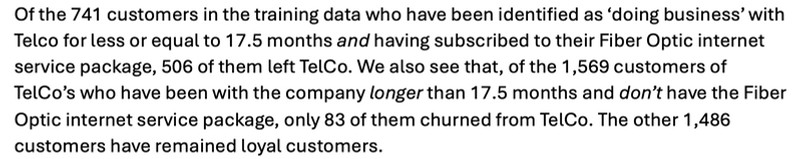 Of the 741 customers in the training data who have been identified as ‘doing business’ with
Telco for less or equal to 17.5 months and having subscribed to their Fiber Optic internet
service package, 506 of them left TelCo. We also see that, of the 1,569 customers of
TelCo’s who have been with the company longer than 17.5 months and don’t have the Fiber
Optic internet service package, only 83 of them churned from TelCo. The other 1,486
customers have remained loyal customers.